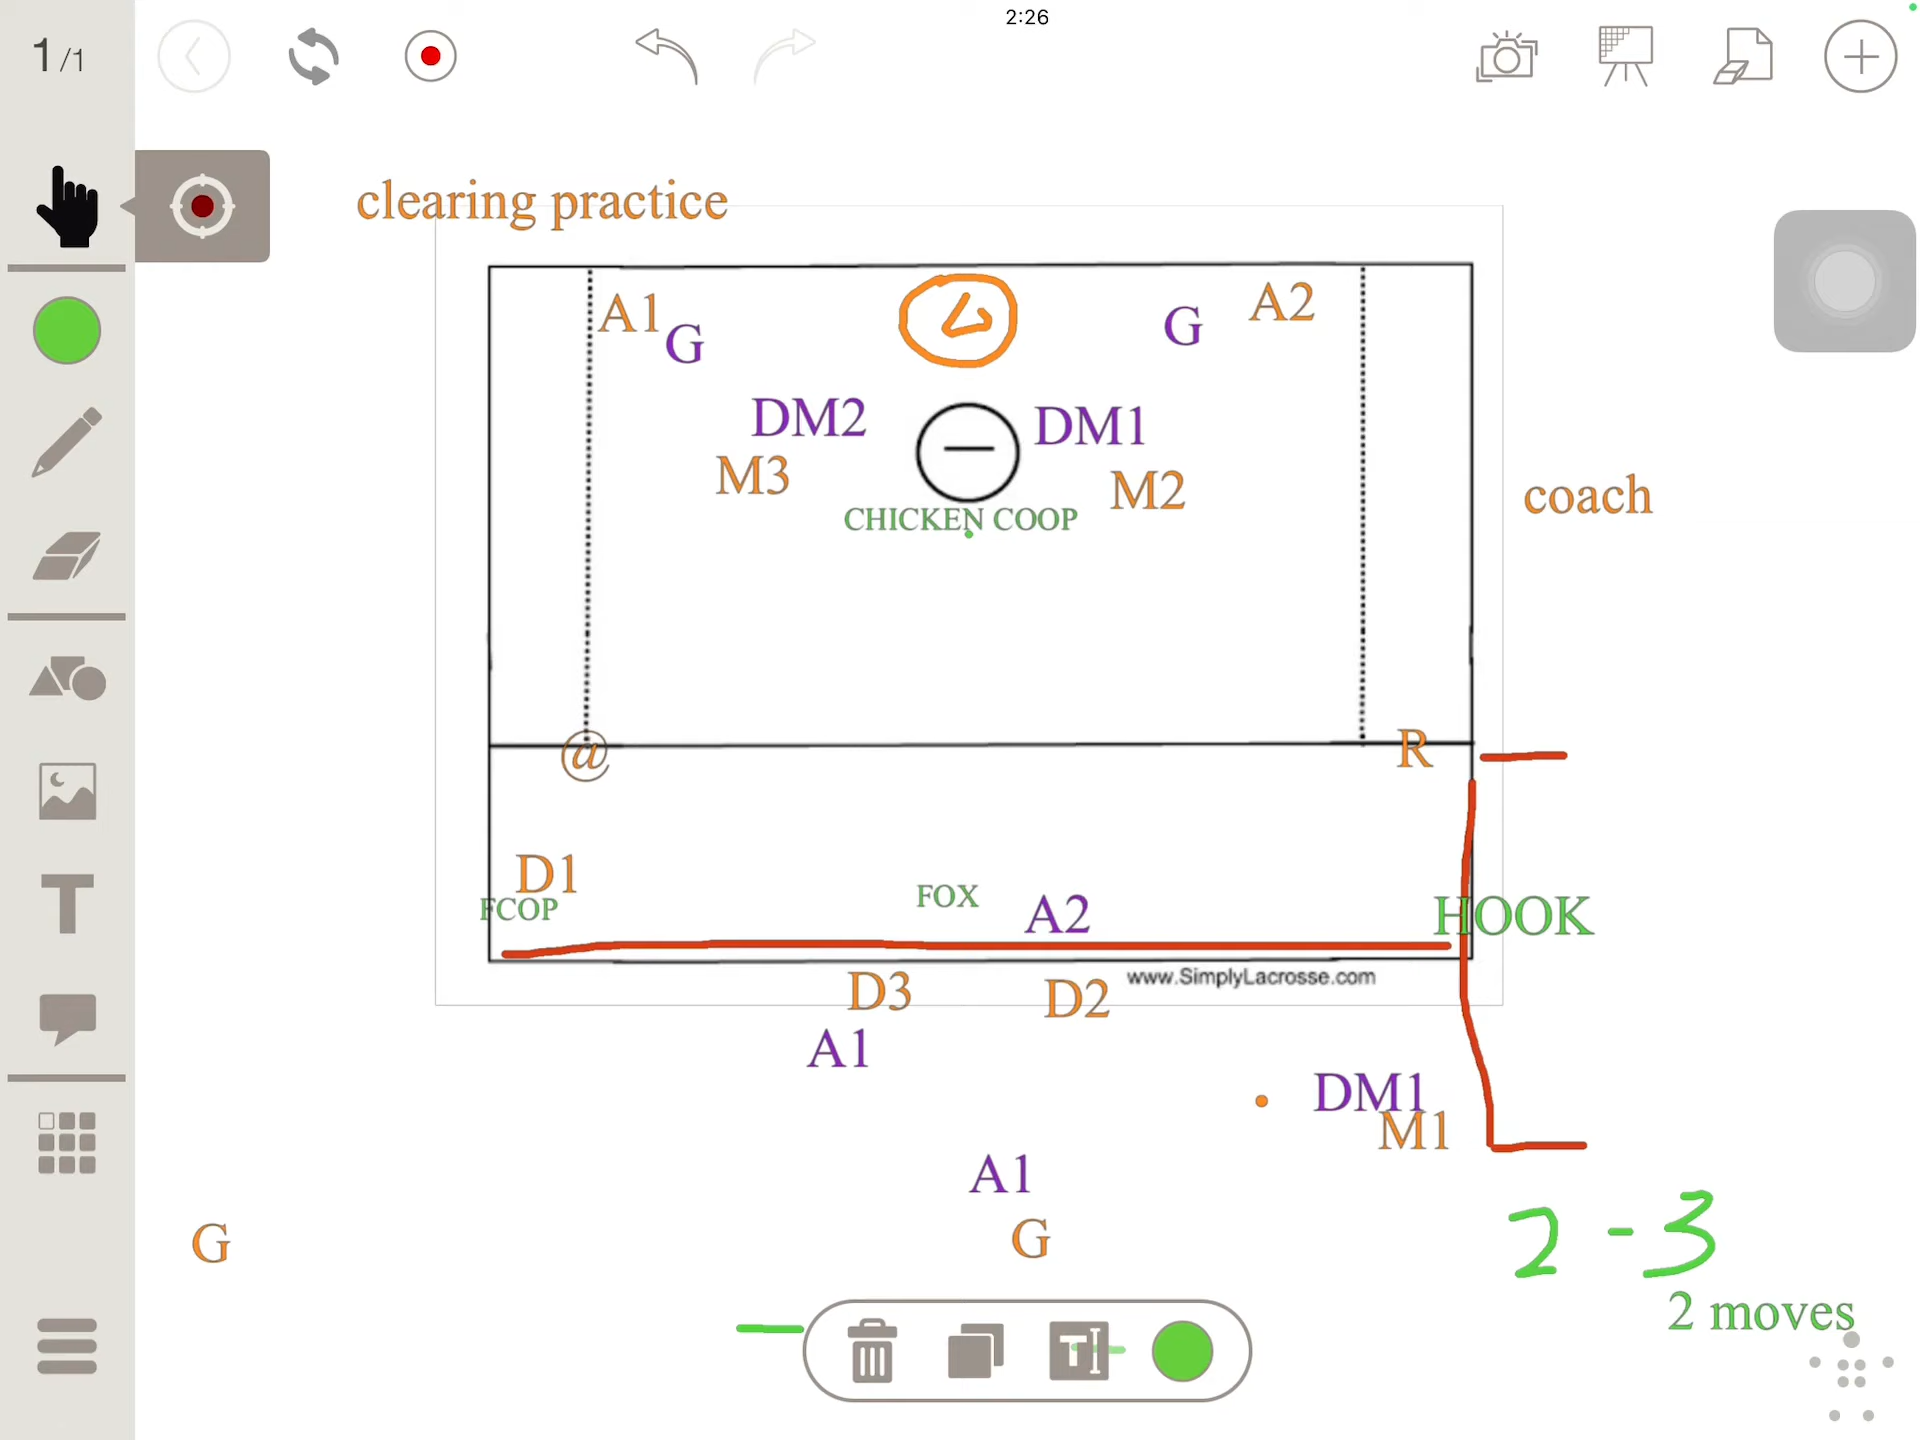 2:26
1/1
clearing practice
A1
G
G
A2
DM2
DM1
M3
M2
CHICKEN COOP
coach
@
R
D1
FCOP
FOX
A2
HOOK
www.SimplyLacrosse.com
D3
D2
A1
DM1
M1
A1
G
G
2 - 3
2 moves
T
T